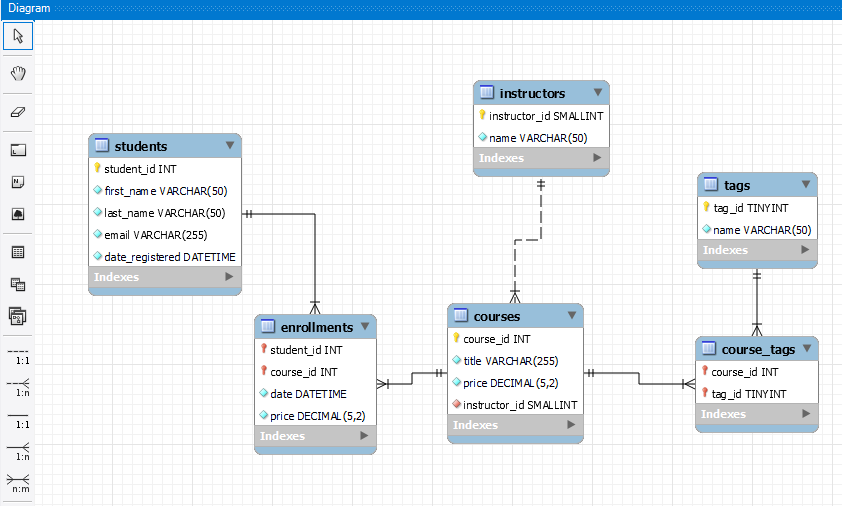 Diagram
students
student_id INT
first_name VARCHAR(50)
last_name VARCHAR(50)
email VARCHAR(255)
date_registered DATETIME
Indexes
instructors
instructor_id SMALLINT
name VARCHAR(50)
Indexes
tags
tag_id TINYINT
name VARCHAR(50)
Indexes
enrollments
student_id INT
course_id INT
date DATETIME
price DECIMAL(5,2)
Indexes
courses
course_id INT
title VARCHAR(255)
price DECIMAL(5,2)
instructor_id SMALLINT
Indexes
course_tags
course_id INT
tag_id TINYINT
Indexes
1:1
1:n
1:1
1:n
n:m